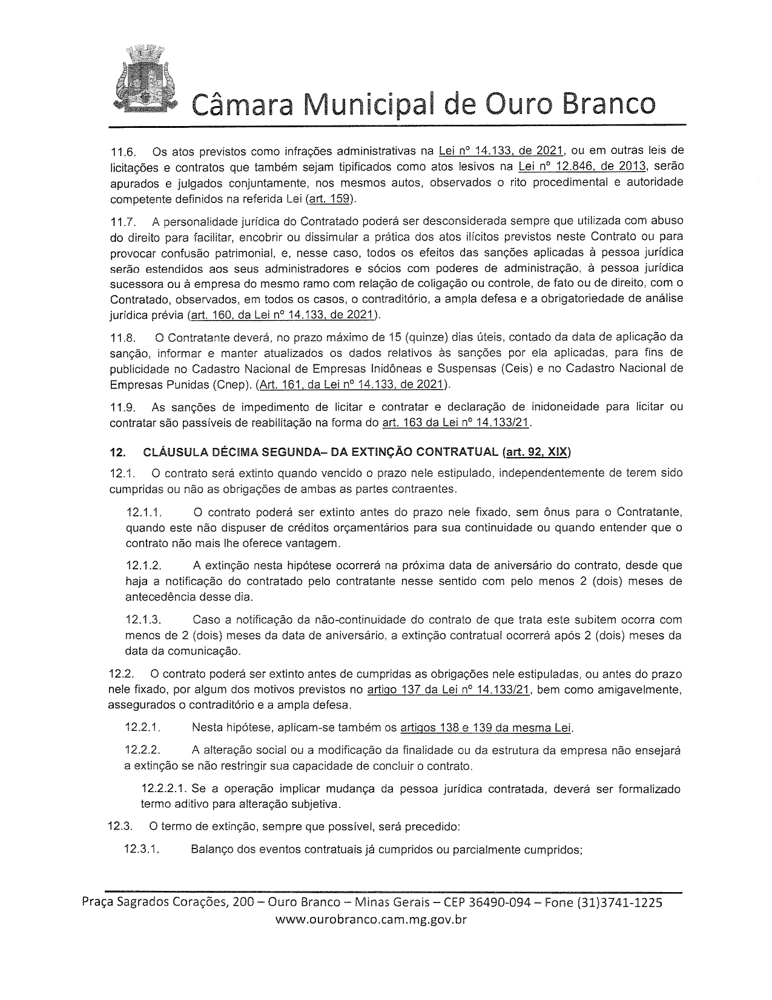 Câmara Municipal de Ouro Branco
11.6. Os atos previstos como infrações administrativas na Lei nº 14.133, de 2021, ou em outras leis de
licitações e contratos que também sejam tipificados como atos lesivos na Lei nº 12.846, de 2013, serão
apurados e julgados conjuntamente, nos mesmos autos, observados o rito procedimental e autoridade
competente definidos na referida Lei (art. 159).
11.7. A personalidade jurídica do Contratado poderá ser desconsiderada sempre que utilizada com abuso
do direito para facilitar, encobrir ou dissimular a prática dos atos ilícitos previstos neste Contrato ou para
provocar confusão patrimonial, e, nesse caso, todos os efeitos das sanções aplicadas à pessoa jurídica
serão estendidos aos seus administradores e sócios com poderes de administração, à pessoa jurídica
sucessora ou à empresa do mesmo ramo com relação de coligação ou controle, de fato ou de direito, com o
Contratado, observados, em todos os casos, o contraditório, a ampla defesa e a obrigatoriedade de análise
jurídica prévia (art. 160, da Lei nº 14.133, de 2021).
11.8. O Contratante deverá, no prazo máximo de 15 (quinze) dias úteis, contado da data de aplicação da
sanção, informar e manter atualizados os dados relativos às sanções por ela aplicadas, para fins de
publicidade no Cadastro Nacional de Empresas Inidôneas e Suspensas (Ceis) e no Cadastro Nacional de
Empresas Punidas (Cnep). (Art. 161, da Lei nº 14.133, de 2021).
11.9. As sanções de impedimento de licitar e contratar e declaração de inidoneidade para licitar ou
contratar são passíveis de reabilitação na forma do art. 163 da Lei nº 14.133/21.
12. CLÁUSULA DÉCIMA SEGUNDA– DA EXTINÇÃO CONTRATUAL (art. 92, XIX)
12.1. O contrato será extinto quando vencido o prazo nele estipulado, independentemente de terem sido
cumpridas ou não as obrigações de ambas as partes contraentes.
12.1.1. O contrato poderá ser extinto antes do prazo nele fixado, sem ônus para o Contratante,
quando este não dispuser de créditos orçamentários para sua continuidade ou quando entender que o
contrato não mais lhe oferece vantagem.
12.1.2. A extinção nesta hipótese ocorrerá na próxima data de aniversário do contrato, desde que
haja a notificação do contratado pelo contratante nesse sentido com pelo menos 2 (dois) meses de
antecedência desse dia.
12.1.3. Caso a notificação da não-continuidade do contrato de que trata este subitem ocorra com
menos de 2 (dois) meses da data de aniversário, a extinção contratual ocorrerá após 2 (dois) meses da
data da comunicação.
12.2. O contrato poderá ser extinto antes de cumpridas as obrigações nele estipuladas, ou antes do prazo
nele fixado, por algum dos motivos previstos no artigo 137 da Lei nº 14.133/21, bem como amigavelmente,
assegurados o contraditório e a ampla defesa.
12.2.1. Nesta hipótese, aplicam-se também os artigos 138 e 139 da mesma Lei.
12.2.2. A alteração social ou a modificação da finalidade ou da estrutura da empresa não ensejará
a extinção se não restringir sua capacidade de concluir o contrato.
12.2.2.1. Se a operação implicar mudança da pessoa jurídica contratada, deverá ser formalizado
termo aditivo para alteração subjetiva.
12.3. O termo de extinção, sempre que possível, será precedido:
12.3.1. Balanço dos eventos contratuais já cumpridos ou parcialmente cumpridos;
Praça Sagrados Corações, 200 – Ouro Branco – Minas Gerais – CEP 36490-094 – Fone (31)3741-1225
www.ourobranco.cam.mg.gov.br